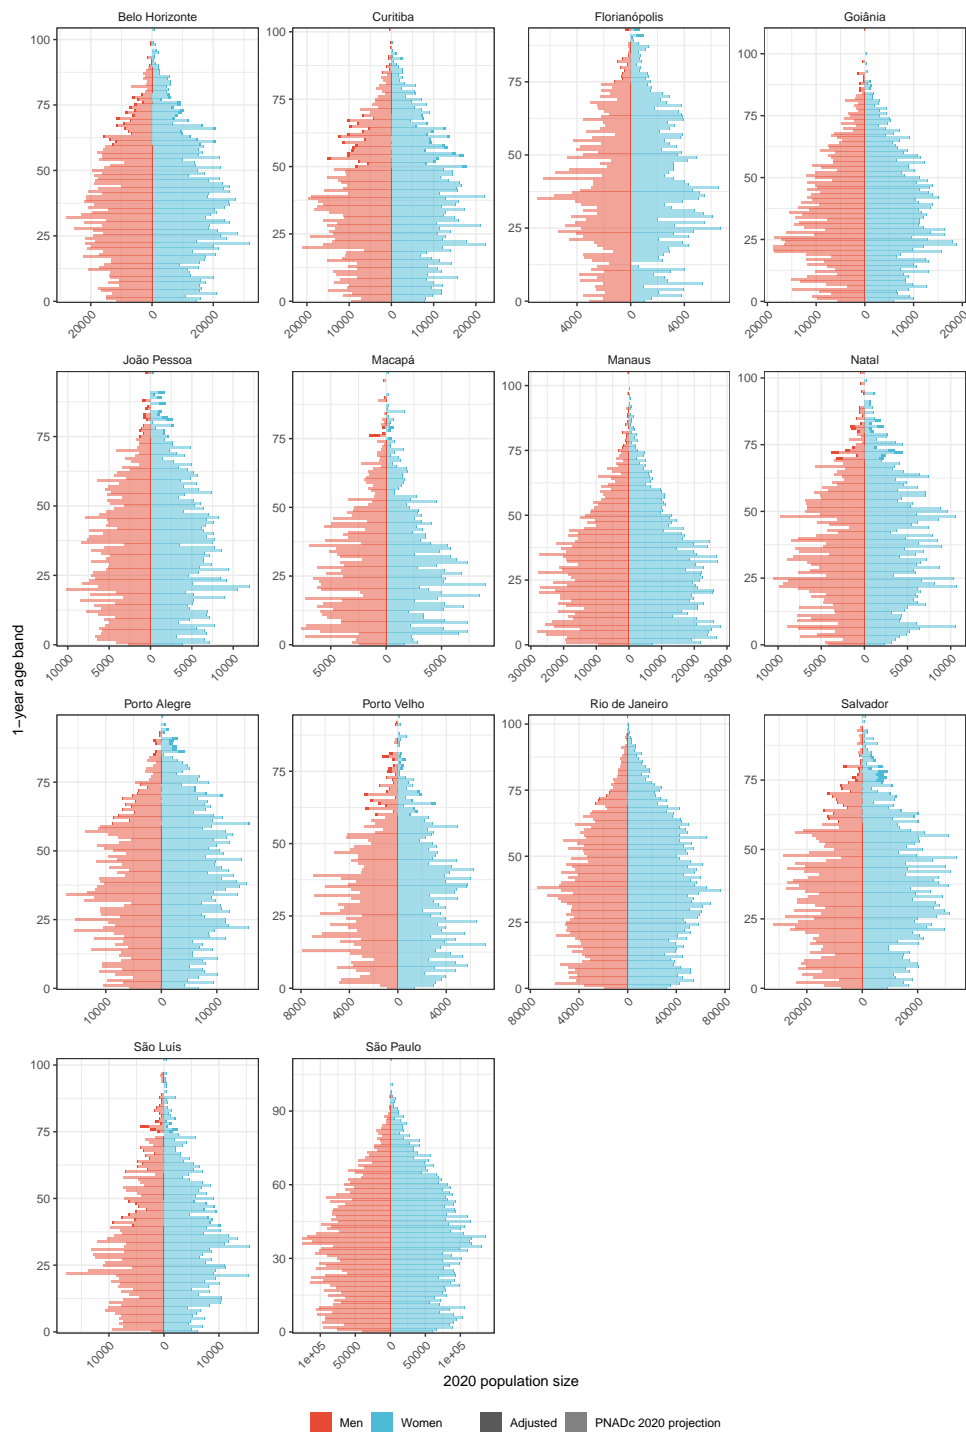 Belo Horizonte Curitiba Florianópolis Goiânia
100 100 75 100
75 75 50 75
50 50 25 50
25 25 0 25
0 0 0
20000 0 20000 20000 10000 0 10000 20000 4000 0 4000 20000 10000 0 10000 20000
João Pessoa Macapá Manaus Natal
75 75 100 100
50 50 75 75
25 25 50 50
0 0 25 25
0 0
10000 5000 0 5000 10000 5000 0 5000 30000 20000 10000 0 10000 20000 30000 10000 5000 0 5000 10000
1−year age band
Porto Alegre Porto Velho Rio de Janeiro Salvador
75 75 100 75
50 50 75 50
25 25 50 25
0 0 25 0
0
10000 0 10000 8000 4000 0 4000 80000 40000 0 40000 80000 20000 0 20000
São Luís São Paulo
100 90
75 60
50 30
25 0
0
10000 0 10000 1e+05 50000 0 50000 1e+05
2020 population size
Men Women Adjusted PNADc 2020 projection